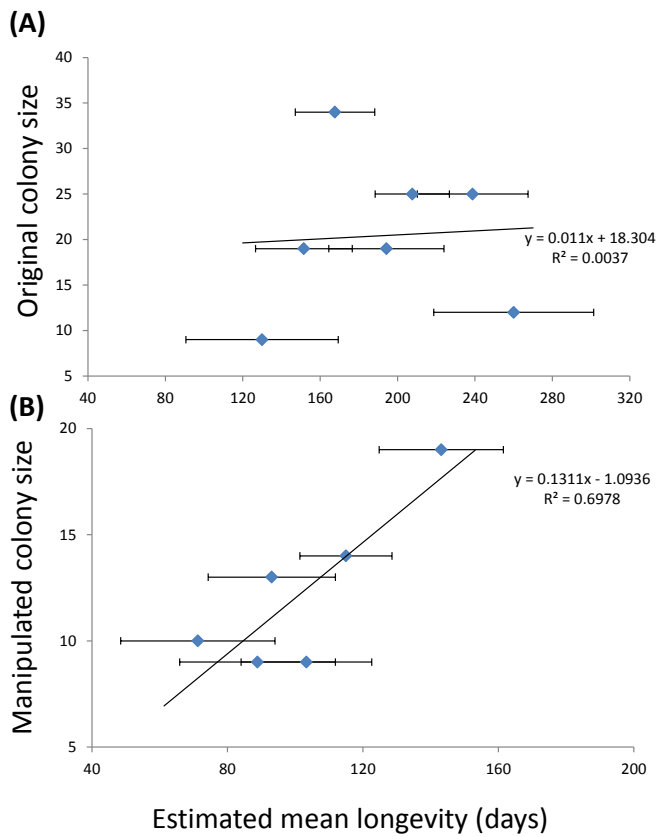 (A)
Original colony size
40
35
30
25
20
15
10
5
y = 0.011x + 18.304
R² = 0.0037
40 80 120 160 200 240 280 320
(B)
Manipulated colony size
20
15
10
5
y = 0.1311x - 1.0936
R² = 0.6978
40 80 120 160 200
Estimated mean longevity (days)